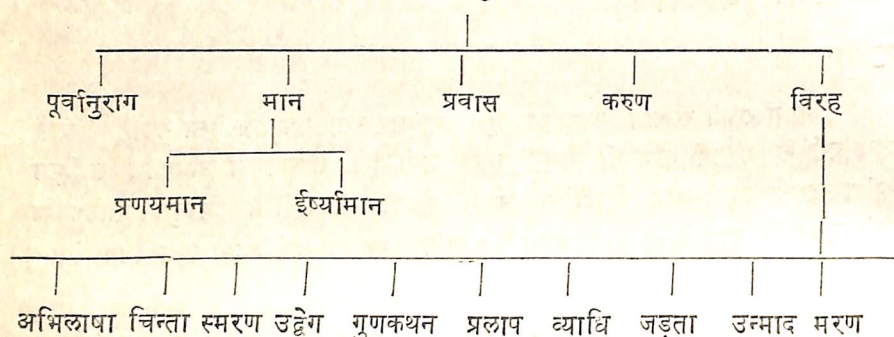 पूर्वानुराग मान प्रवास करुण विरह
प्रणयमान ईर्ष्यामान
अभिलाषा चिन्ता स्मरण उद्वेग गुणकथन प्रलाप व्याधि जड़ता उन्माद मरण